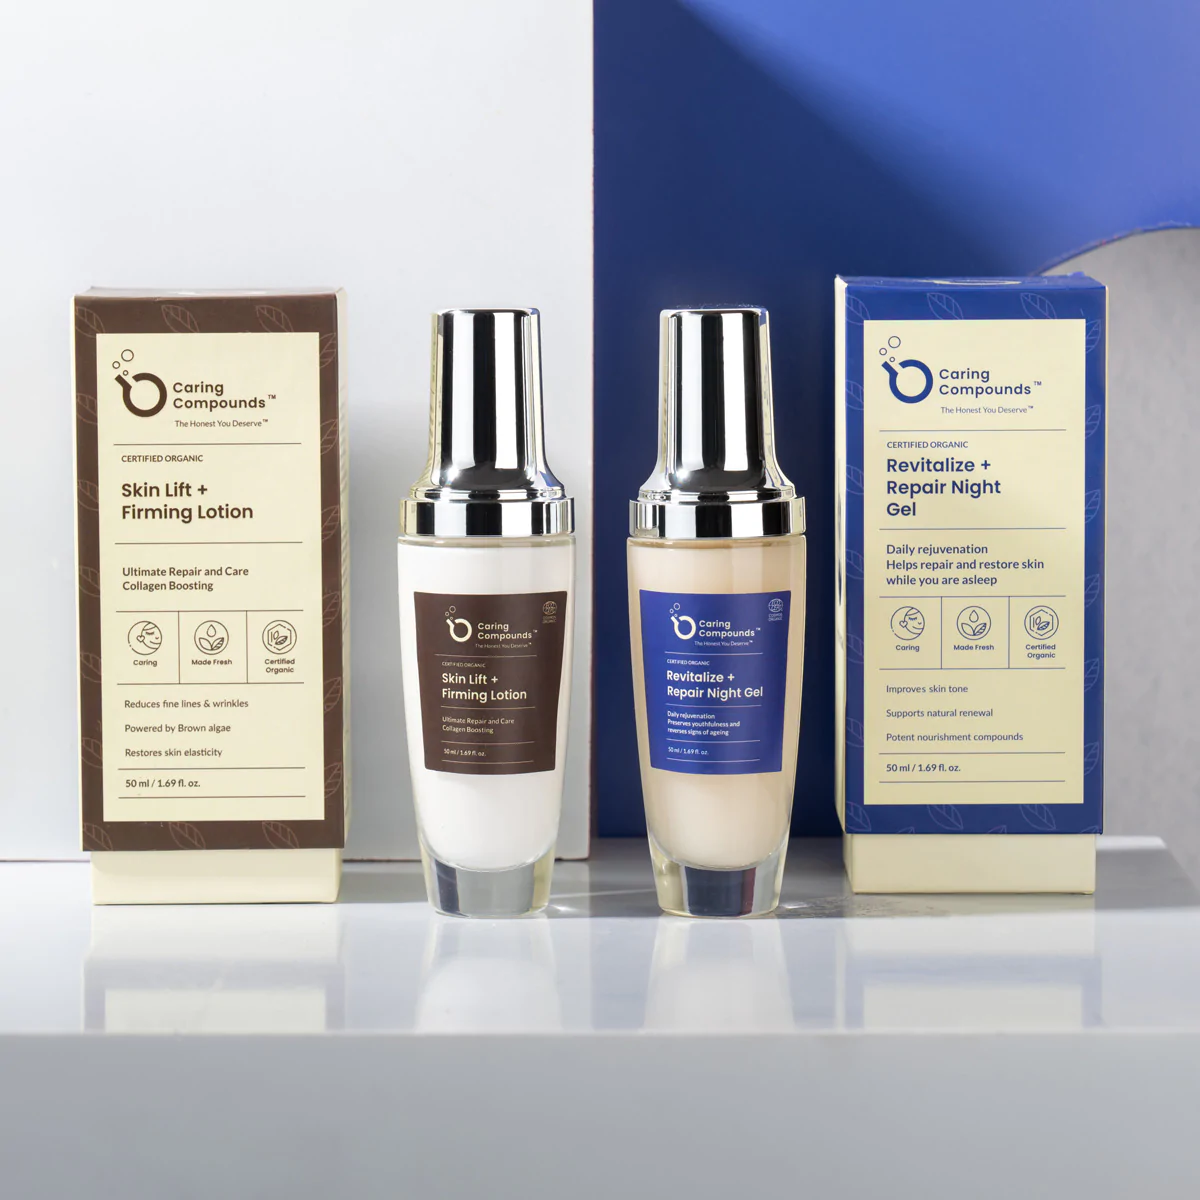 Caring
Compounds™
The Honest You Deserve™
CERTIFIED ORGANIC
Skin Lift +
Firming Lotion
Ultimate Repair and Care
Collagen Boosting
Caring
Made Fresh
Certified
Organic
Reduces fine lines & wrinkles
Powered by Brown algae
Restores skin elasticity
50 ml / 1.69 fl. oz.
Caring
Compounds™
The Honest You Deserve™
COSMOS
ORGANIC
CERTIFIED ORGANIC
Skin Lift +
Firming Lotion
Ultimate Repair and Care
Collagen Boosting
50 ml / 1.69 fl. oz.
Caring
Compounds™
The Honest You Deserve™
COSMOS
ORGANIC
CERTIFIED ORGANIC
Revitalize +
Repair Night Gel
Daily rejuvenation
Preserves youthfulness and
reverses signs of ageing
50 ml / 1.69 fl. oz.
Caring
Compounds™
The Honest You Deserve™
CERTIFIED ORGANIC
Revitalize +
Repair Night
Gel
Daily rejuvenation
Helps repair and restore skin
while you are asleep
Caring
Made Fresh
Certified
Organic
Improves skin tone
Supports natural renewal
Potent nourishment compounds
50 ml / 1.69 fl. oz.